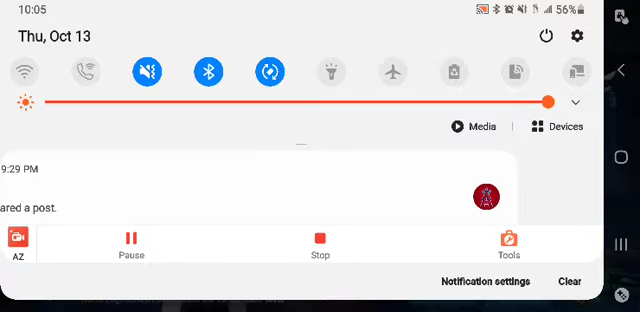 10:05
56%
Thu, Oct 13
Media
Devices
9:29 PM
ared a post.
AZ
Pause
Stop
Tools
Notification settings
Clear